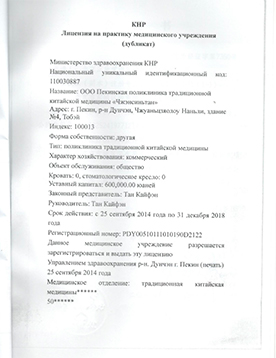 КНР
Лицензия на практику медицинского учреждения
(дубликат)
Министерство здравоохранения КНР
Национальный уникальный идентификационный код:
110030887
Название: ООО Пекинская поликлиника традиционной
китайской медицины «Чжэнсиньтан»
Адрес: г. Пекин, р-н Дунчэн, Чжуаньцзяолоу Наньли, здание
№4, Тобэй
Индекс: 100013
Форма собственности: другая
Тип: поликлиника традиционной китайской медицины
Характер хозяйствования: коммерческий
Объект обслуживания: общество
Кровать: 0, стоматологическое кресло: 0
Уставный капитал: 600,000.00 юаней
Законный представитель: Тан Кайфэн
Руководитель: Тан Кайфэн
Срок действия: с 25 сентября 2014 года по 31 декабря 2018
года
Регистрационный номер: PDY00510111010190D2122
Данное медицинское учреждение разрешается
зарегистрироваться и выдать эту лицензию
Управлением здравоохранения р-н. Дунчэн г. Пекин (печать)
25 сентября 2014 года
Медицинское отделение: традиционная китайская
медицины******
50******